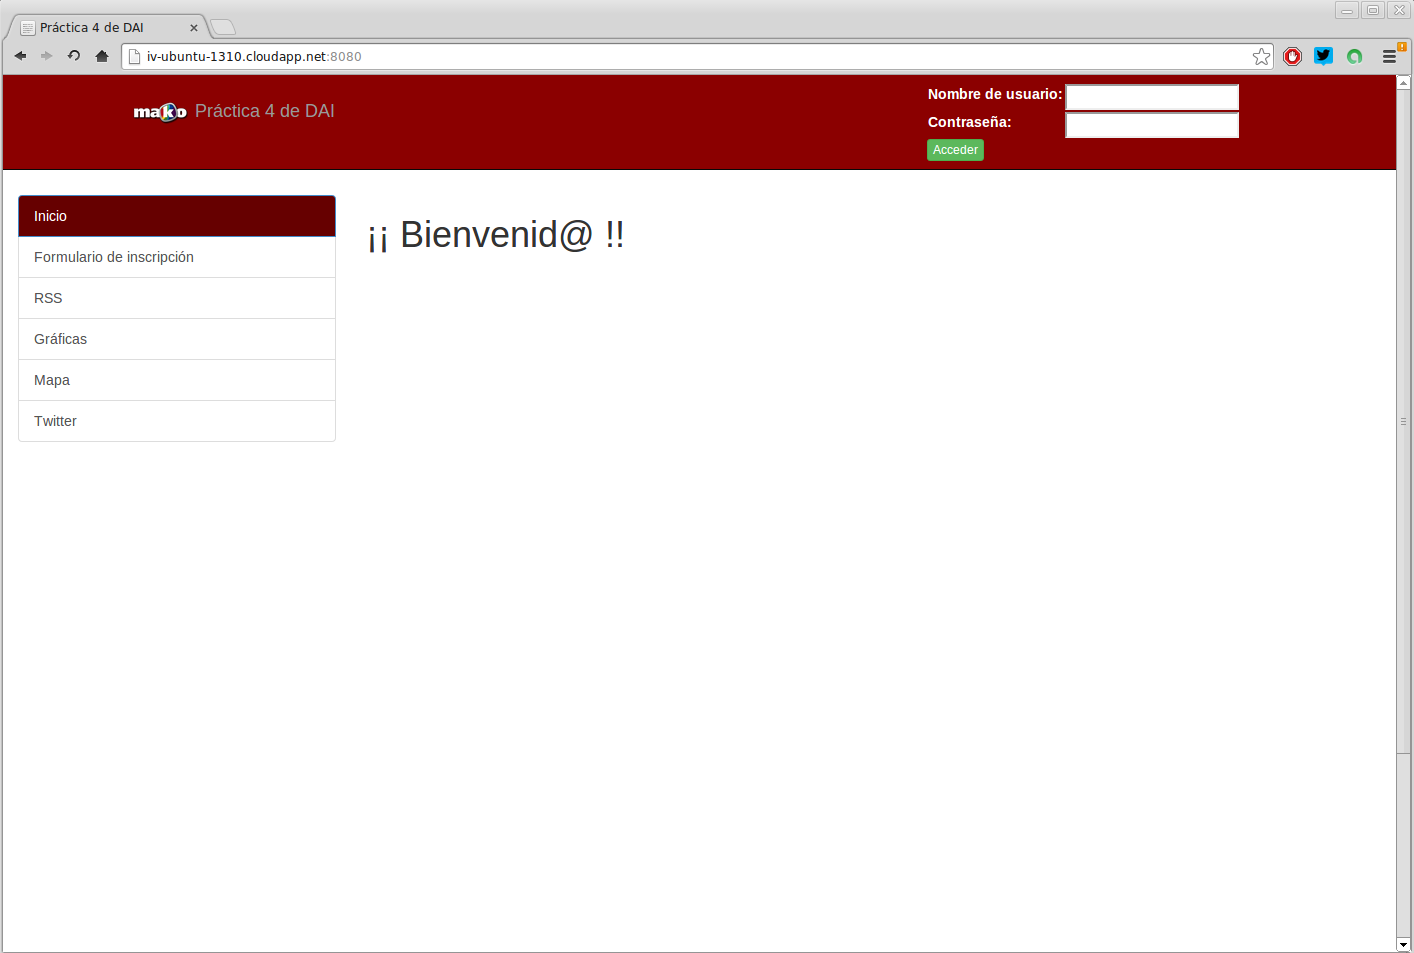 Práctica 4 de DAI
iv-ubuntu-1310.cloudapp.net:8080
mako Práctica 4 de DAI
Nombre de usuario:
Contraseña:
Acceder
Inicio
Formulario de inscripción
RSS
Gráficas
Mapa
Twitter
¡¡ Bienvenid@ !!